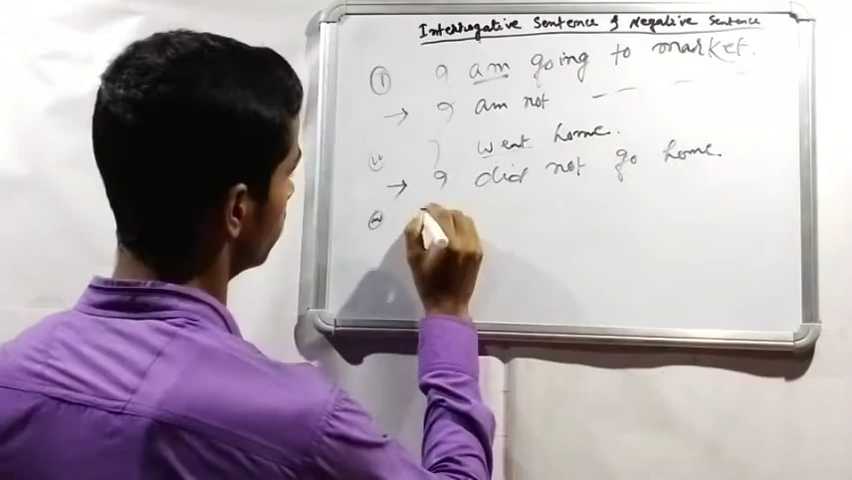 Interrogative Sentence & Negative Sentence
① I am going to market.
→ I am not — — —
② I went home.
→ I did not go home.
③